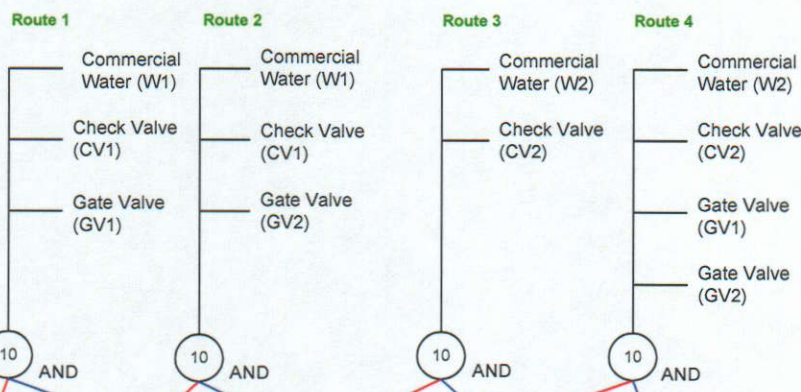 Route 1
Route 2
Route 3
Route 4
Commercial
Water (W1)
Check Valve
(CV1)
Gate Valve
(GV1)
Commercial
Water (W1)
Check Valve
(CV1)
Gate Valve
(GV2)
Commercial
Water (W2)
Check Valve
(CV2)
Commercial
Water (W2)
Check Valve
(CV2)
Gate Valve
(GV1)
Gate Valve
(GV2)
10
AND
10
AND
10
AND
10
AND